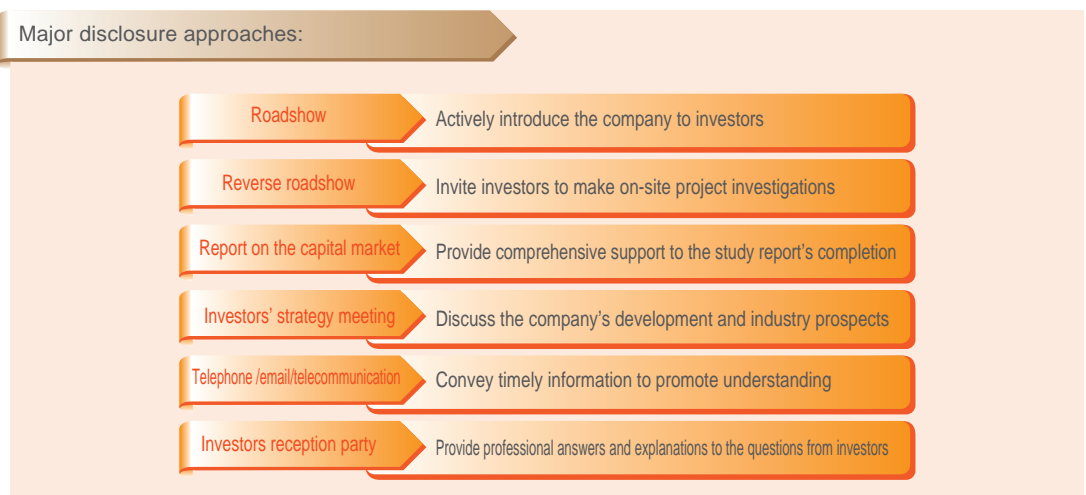 Major disclosure approaches:
Roadshow
Actively introduce the company to investors
Reverse roadshow
Invite investors to make on-site project investigations
Report on the capital market
Provide comprehensive support to the study report’s completion
Investors’ strategy meeting
Discuss the company’s development and industry prospects
Telephone /email/telecommunication
Convey timely information to promote understanding
Investors reception party
Provide professional answers and explanations to the questions from investors